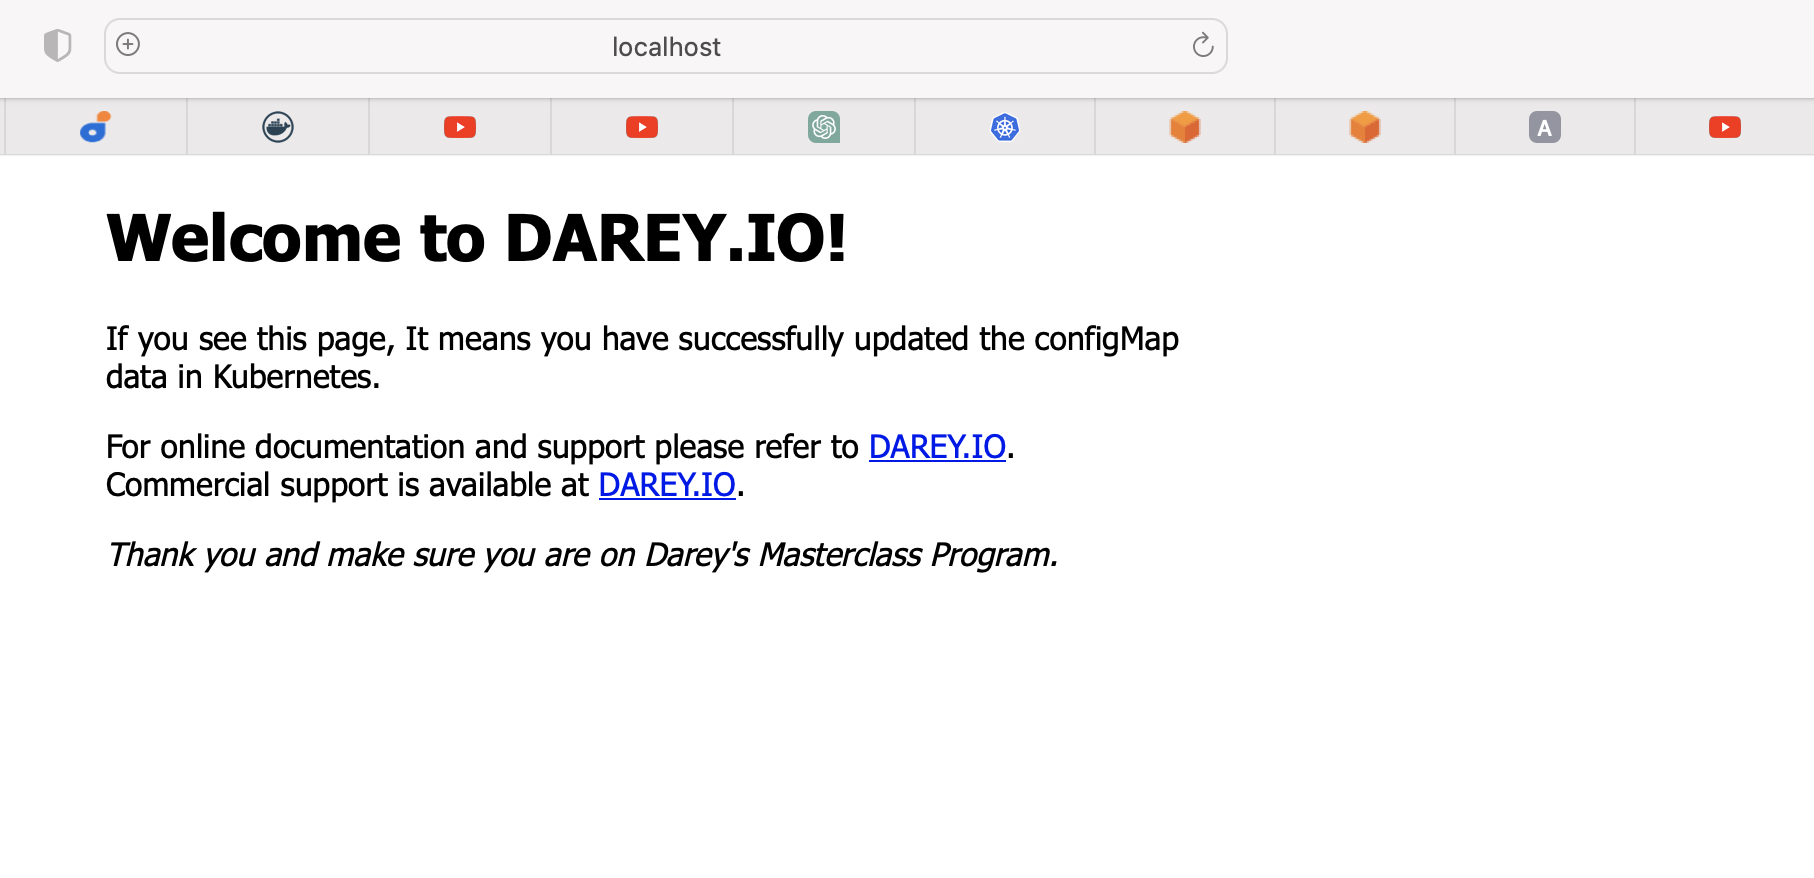 localhost
A
Welcome to DAREY.IO!
If you see this page, It means you have successfully updated the configMap
data in Kubernetes.
For online documentation and support please refer to DAREY.IO.
Commercial support is available at DAREY.IO.
Thank you and make sure you are on Darey's Masterclass Program.